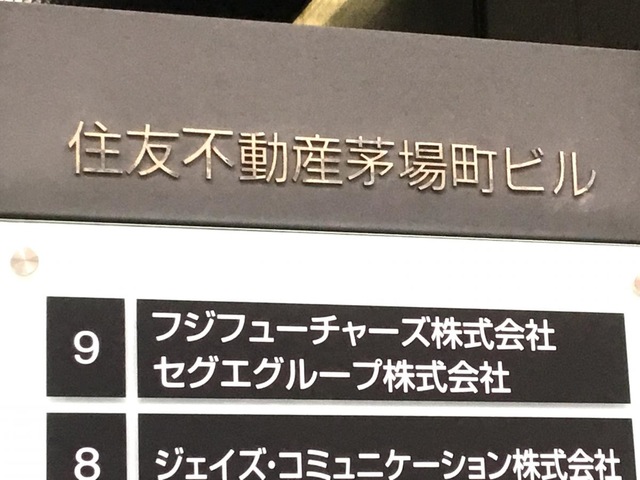 住友不動産茅場町ビル
9
フジフューチャーズ株式会社
セグエグループ株式会社
8
ジェイズ・コミュニケーション株式会社